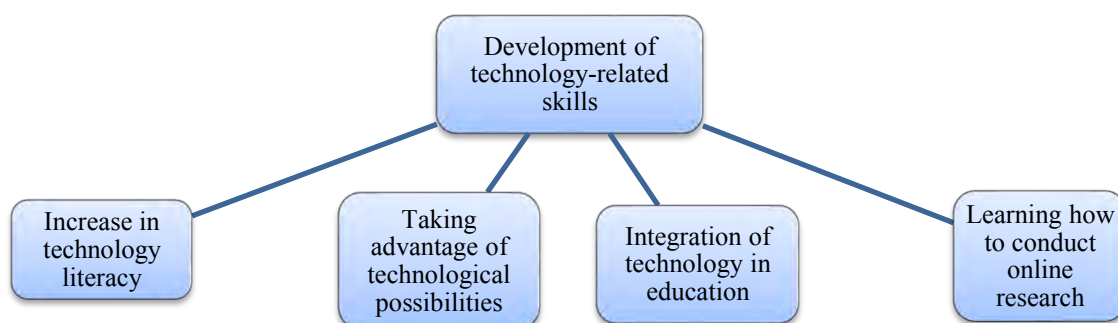 Development of
technology-related
skills
Increase in
technology
literacy
Taking
advantage of
technological
possibilities
Integration of
technology in
education
Learning how
to conduct
online
research